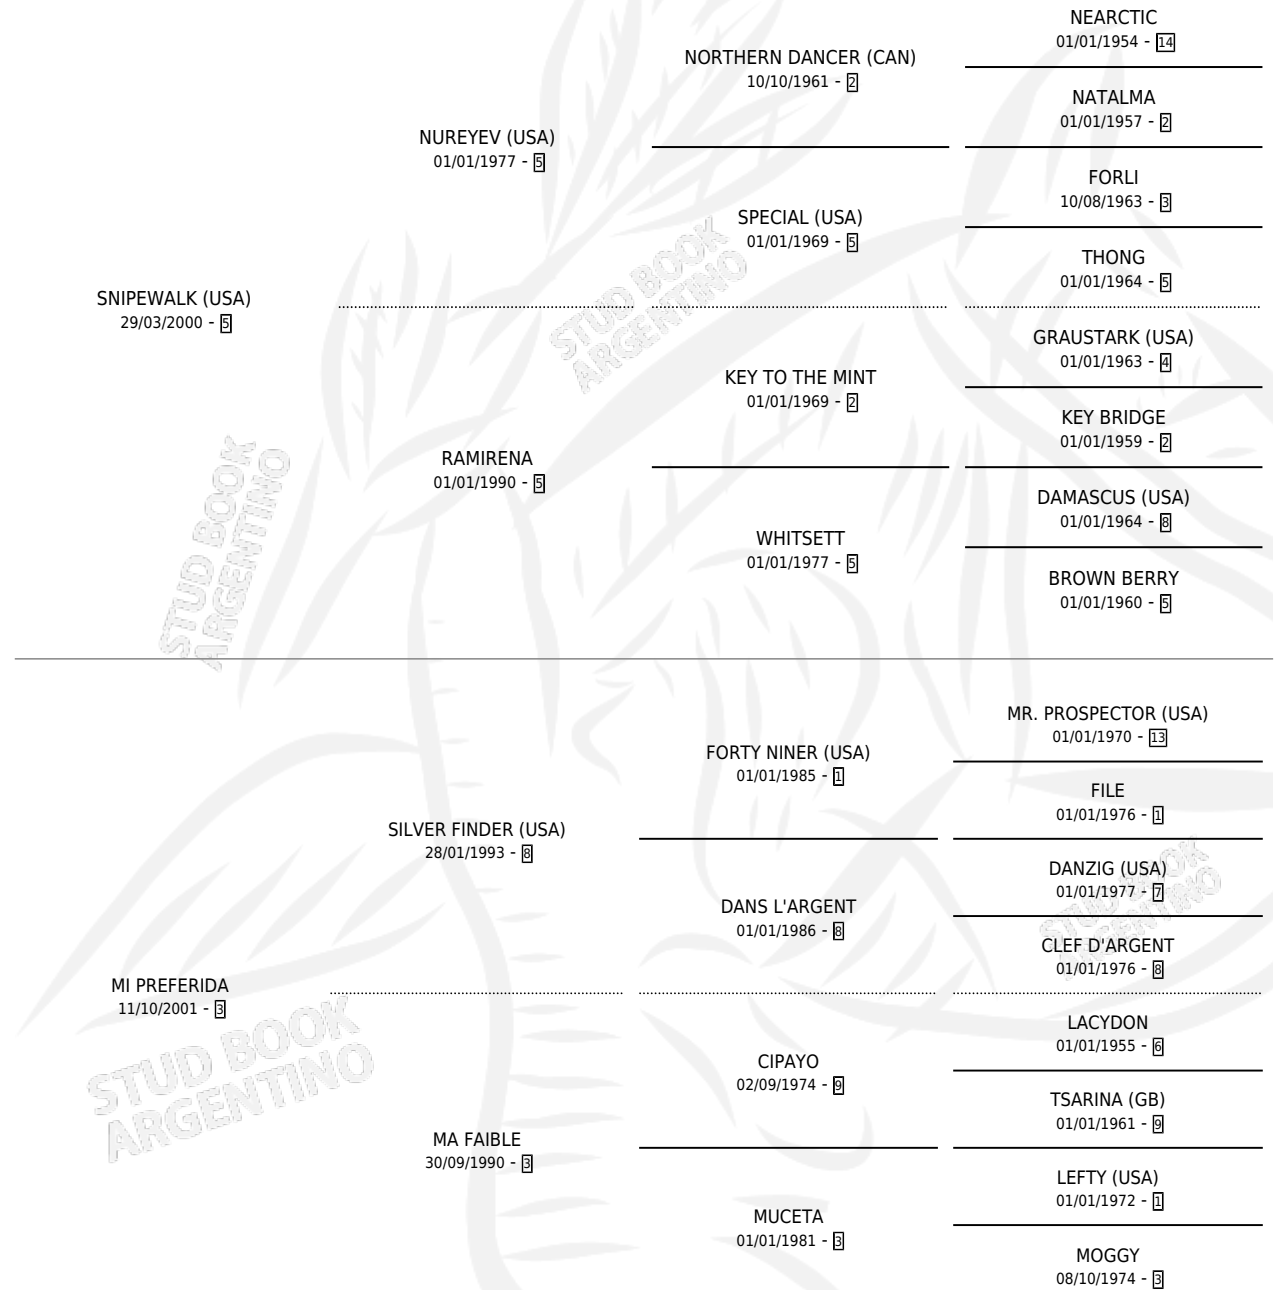 NEARCTIC
01/01/1954 - 14
NORTHERN DANCER (CAN)
10/10/1961 - 2
NATALMA
01/01/1957 - 2
NUREYEV (USA)
01/01/1977 - 5
FORLI
10/08/1963 - 3
SPECIAL (USA)
01/01/1969 - 5
THONG
01/01/1964 - 5
SNIPEWALK (USA)
29/03/2000 - 5
GRAUSTARK (USA)
01/01/1963 - 4
KEY TO THE MINT
01/01/1969 - 2
KEY BRIDGE
01/01/1959 - 2
RAMIRENA
01/01/1990 - 5
DAMASCUS (USA)
01/01/1964 - 8
WHITSETT
01/01/1977 - 5
BROWN BERRY
01/01/1960 - 5
MR. PROSPECTOR (USA)
01/01/1970 - 13
FORTY NINER (USA)
01/01/1985 - 1
FILE
01/01/1976 - 1
SILVER FINDER (USA)
28/01/1993 - 8
DANZIG (USA)
01/01/1977 - 7
DANS L'ARGENT
01/01/1986 - 8
CLEF D'ARGENT
01/01/1976 - 8
MI PREFERIDA
11/10/2001 - 3
LACYDON
01/01/1955 - 6
CIPAYO
02/09/1974 - 9
TSARINA (GB)
01/01/1961 - 9
MA FAIBLE
30/09/1990 - 3
LEFTY (USA)
01/01/1972 - 1
MUCETA
01/01/1981 - 3
MOGGY
08/10/1974 - 3
STUD BOOK
ARGENTINO
STUD BOOK
ARGENTINO
STUD BOOK
ARGENTINO
STUD BOOK
ARGENTINO